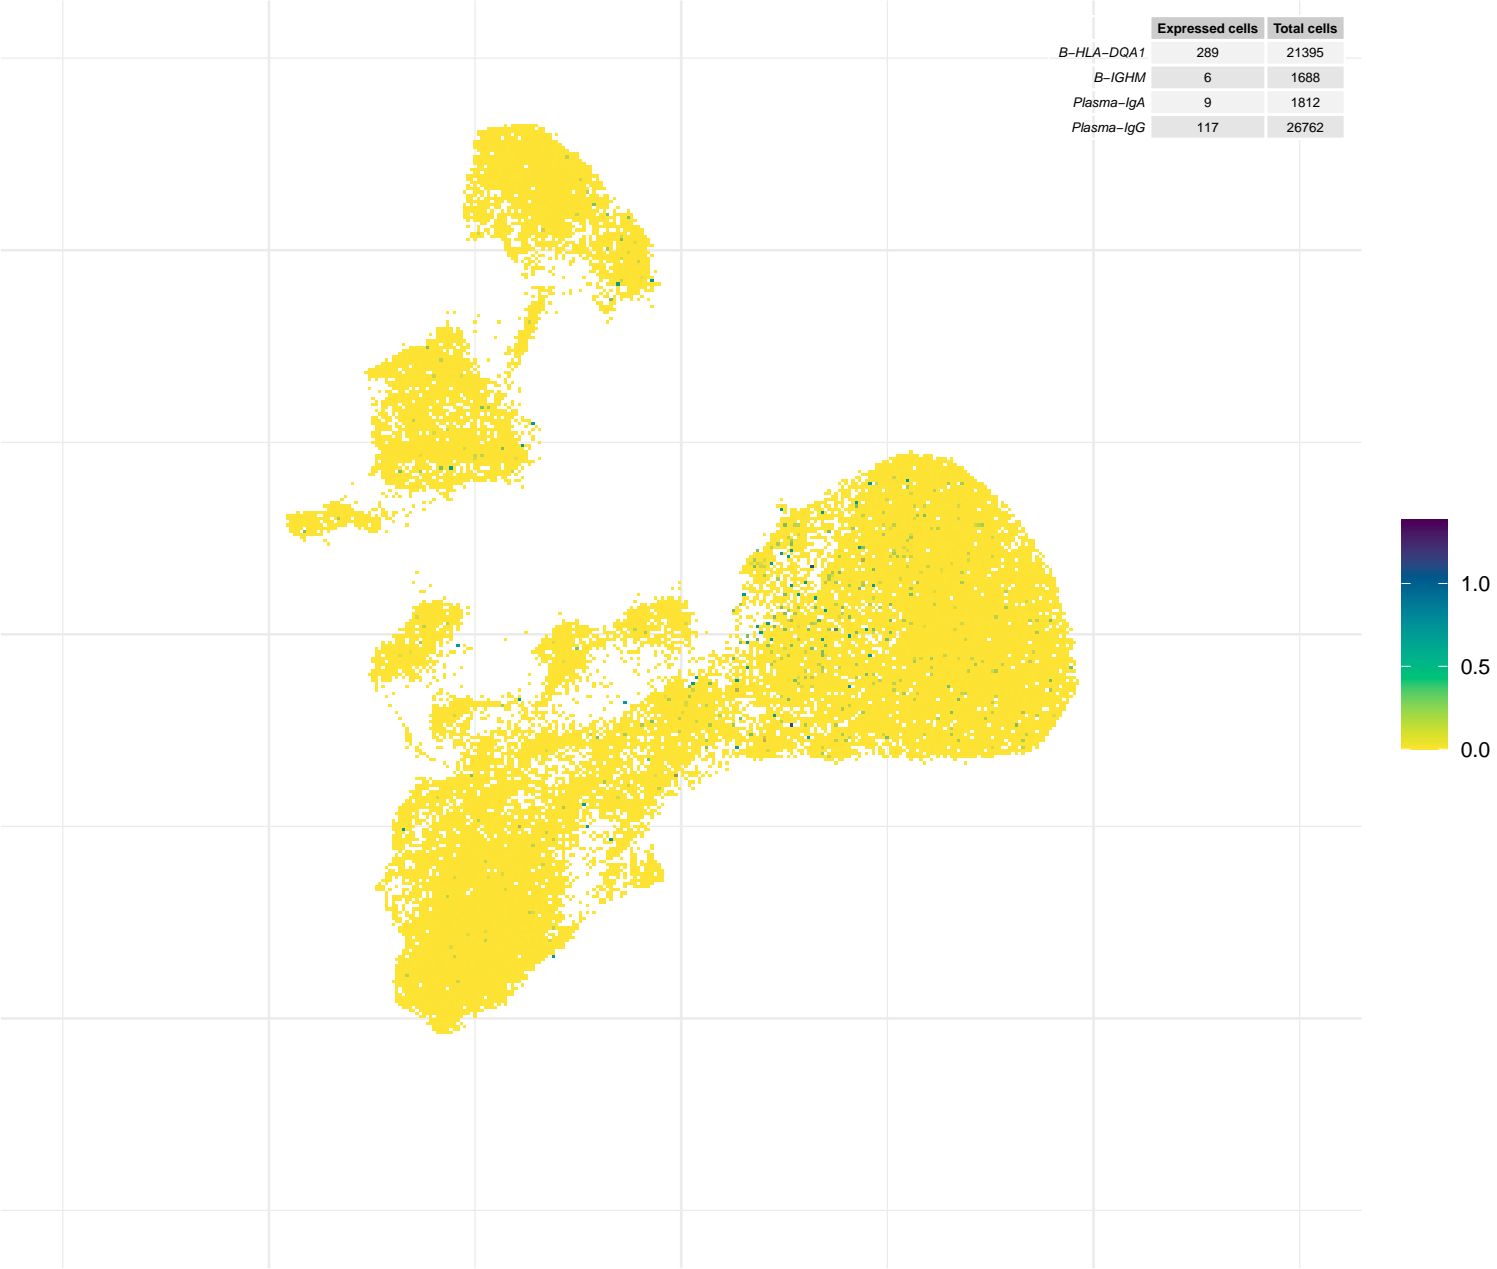 Expressed cells Total cells
B−HLA−DQA1 289 21395
B−IGHM 6 1688
Plasma−IgA 9 1812
Plasma−IgG 117 26762
1.0
0.5
0.0